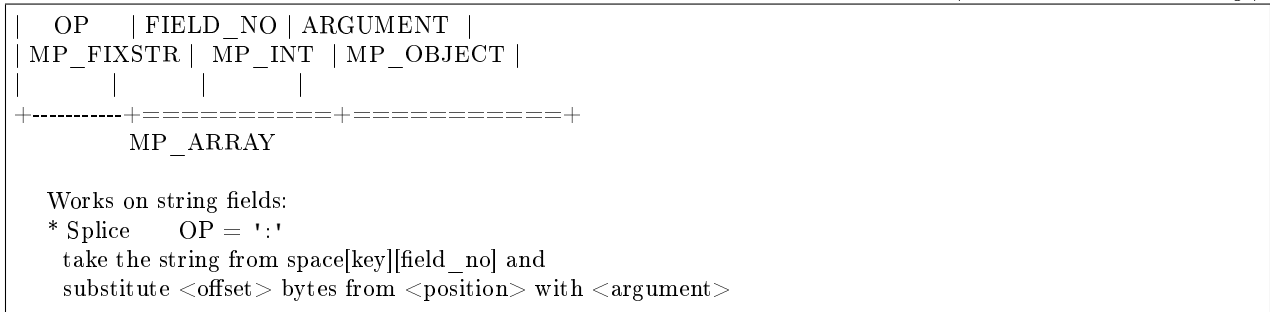 |    OP     | FIELD_NO | ARGUMENT  |
| MP_FIXSTR |  MP_INT  | MP_OBJECT |
|           |          |           |
+-----------+==========+===========+
              MP_ARRAY
Works on string fields:
* Splice      OP = ':'
take the string from space[key][field_no] and
substitute <offset> bytes from <position> with <argument>